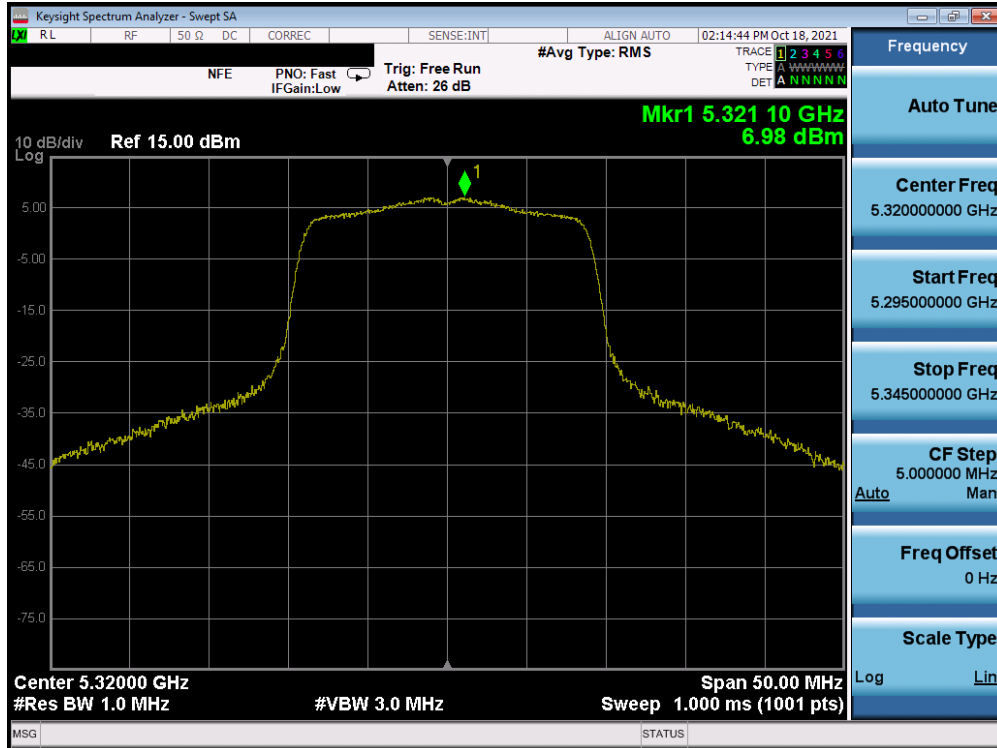 Keysight Spectrum Analyzer - Swept SA
LXI RL RF 50 Ω DC CORREC SENSE:INT ALIGN AUTO 02:14:44 PM Oct 18, 2021
NFE
PNO: Fast
IFGain:Low
Trig: Free Run
Atten: 26 dB
#Avg Type: RMS
TRACE 1 2 3 4 5 6
TYPE A WWWWW
DET A N N N N N
Mkr1 5.321 10 GHz
6.98 dBm
10 dB/div Ref 15.00 dBm
Log
1
5.00
-5.00
-15.0
-25.0
-35.0
-45.0
-55.0
-65.0
-75.0
Center 5.32000 GHz Span 50.00 MHz
#Res BW 1.0 MHz #VBW 3.0 MHz Sweep 1.000 ms (1001 pts)
MSG STATUS
Frequency
Auto Tune
Center Freq
5.320000000 GHz
Start Freq
5.295000000 GHz
Stop Freq
5.345000000 GHz
CF Step
5.000000 MHz
Auto Man
Freq Offset
0 Hz
Scale Type
Log Lin